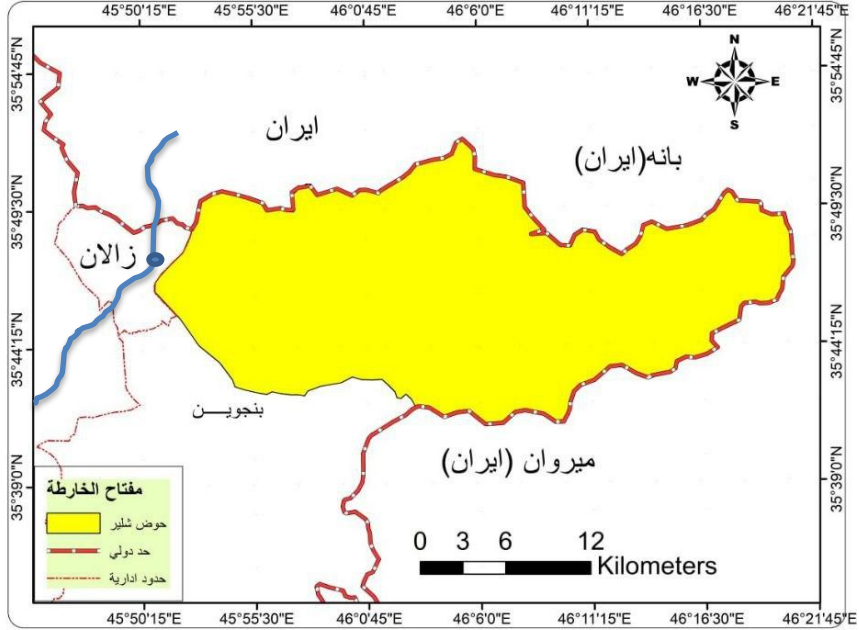 45°50'15"E 45°55'30"E 46°0'45"E 46°6'0"E 46°11'15"E 46°16'30"E 46°21'45"E
35°54'45"N 35°54'45"N
N
W E
S
ايران
بانه(ايران)
35°49'30"N 35°49'30"N
زالان
35°44'15"N 35°44'15"N
بنجويــــن
ميروان (ايران)
35°39'0"N 35°39'0"N
مفتاح الخارطة
حوض شلير
حد دولي
حدود ادارية
0 3 6 12
Kilometers
45°50'15"E 45°55'30"E 46°0'45"E 46°6'0"E 46°11'15"E 46°16'30"E 46°21'45"E